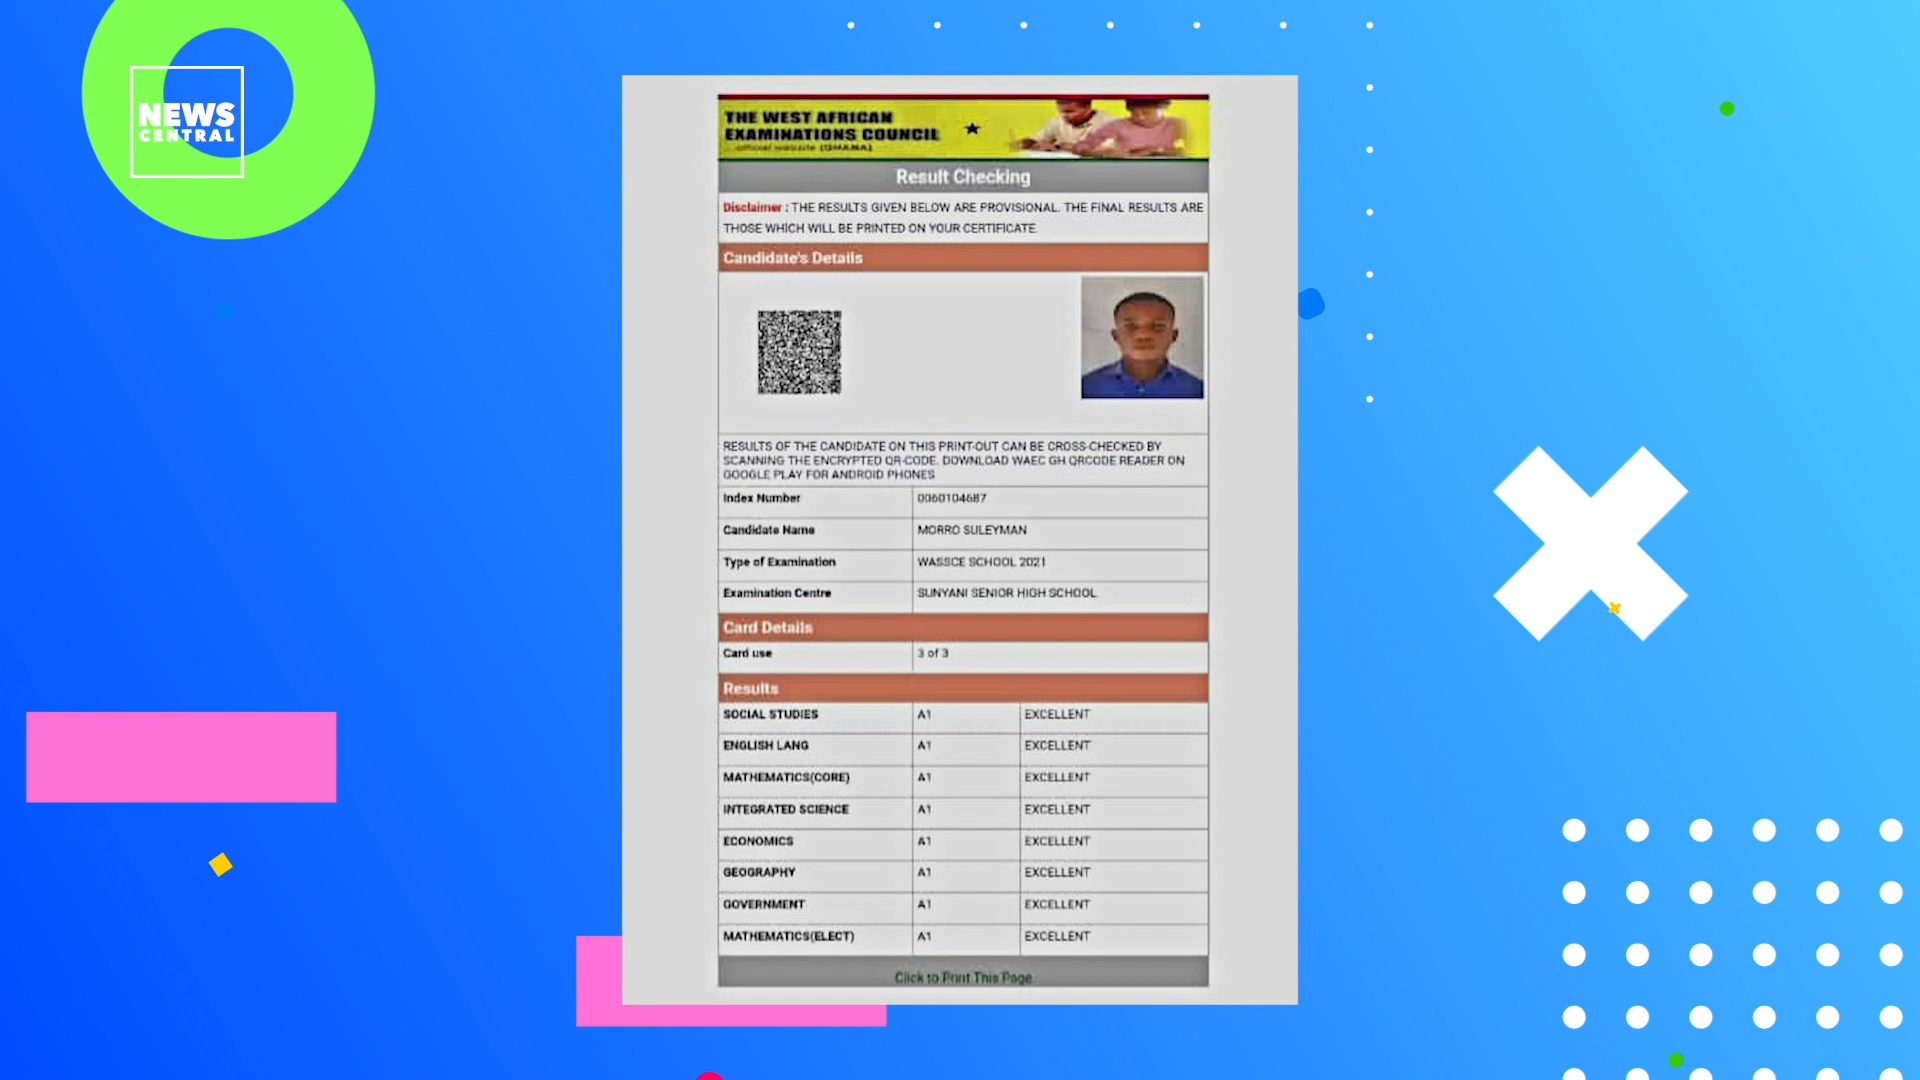 NEWS
CENTRAL
THE WEST AFRICAN
EXAMINATIONS COUNCIL
official website (GHANA)
Result Checking
Disclaimer : THE RESULTS GIVEN BELOW ARE PROVISIONAL. THE FINAL RESULTS ARE
THOSE WHICH WILL BE PRINTED ON YOUR CERTIFICATE.
Candidate's Details
RESULTS OF THE CANDIDATE ON THIS PRINT-OUT CAN BE CROSS-CHECKED BY
SCANNING THE ENCRYPTED QR-CODE. DOWNLOAD WAEC GH QRCODE READER ON
GOOGLE PLAY FOR ANDROID PHONES
Index Number 0060104687
Candidate Name MORRO SULEYMAN
Type of Examination WASSCE SCHOOL 2021
Examination Centre SUNYANI SENIOR HIGH SCHOOL
Card Details
Card use 3 of 3
Results
SOCIAL STUDIES A1 EXCELLENT
ENGLISH LANG A1 EXCELLENT
MATHEMATICS(CORE) A1 EXCELLENT
INTEGRATED SCIENCE A1 EXCELLENT
ECONOMICS A1 EXCELLENT
GEOGRAPHY A1 EXCELLENT
GOVERNMENT A1 EXCELLENT
MATHEMATICS(ELECT) A1 EXCELLENT
Click to Print This Page